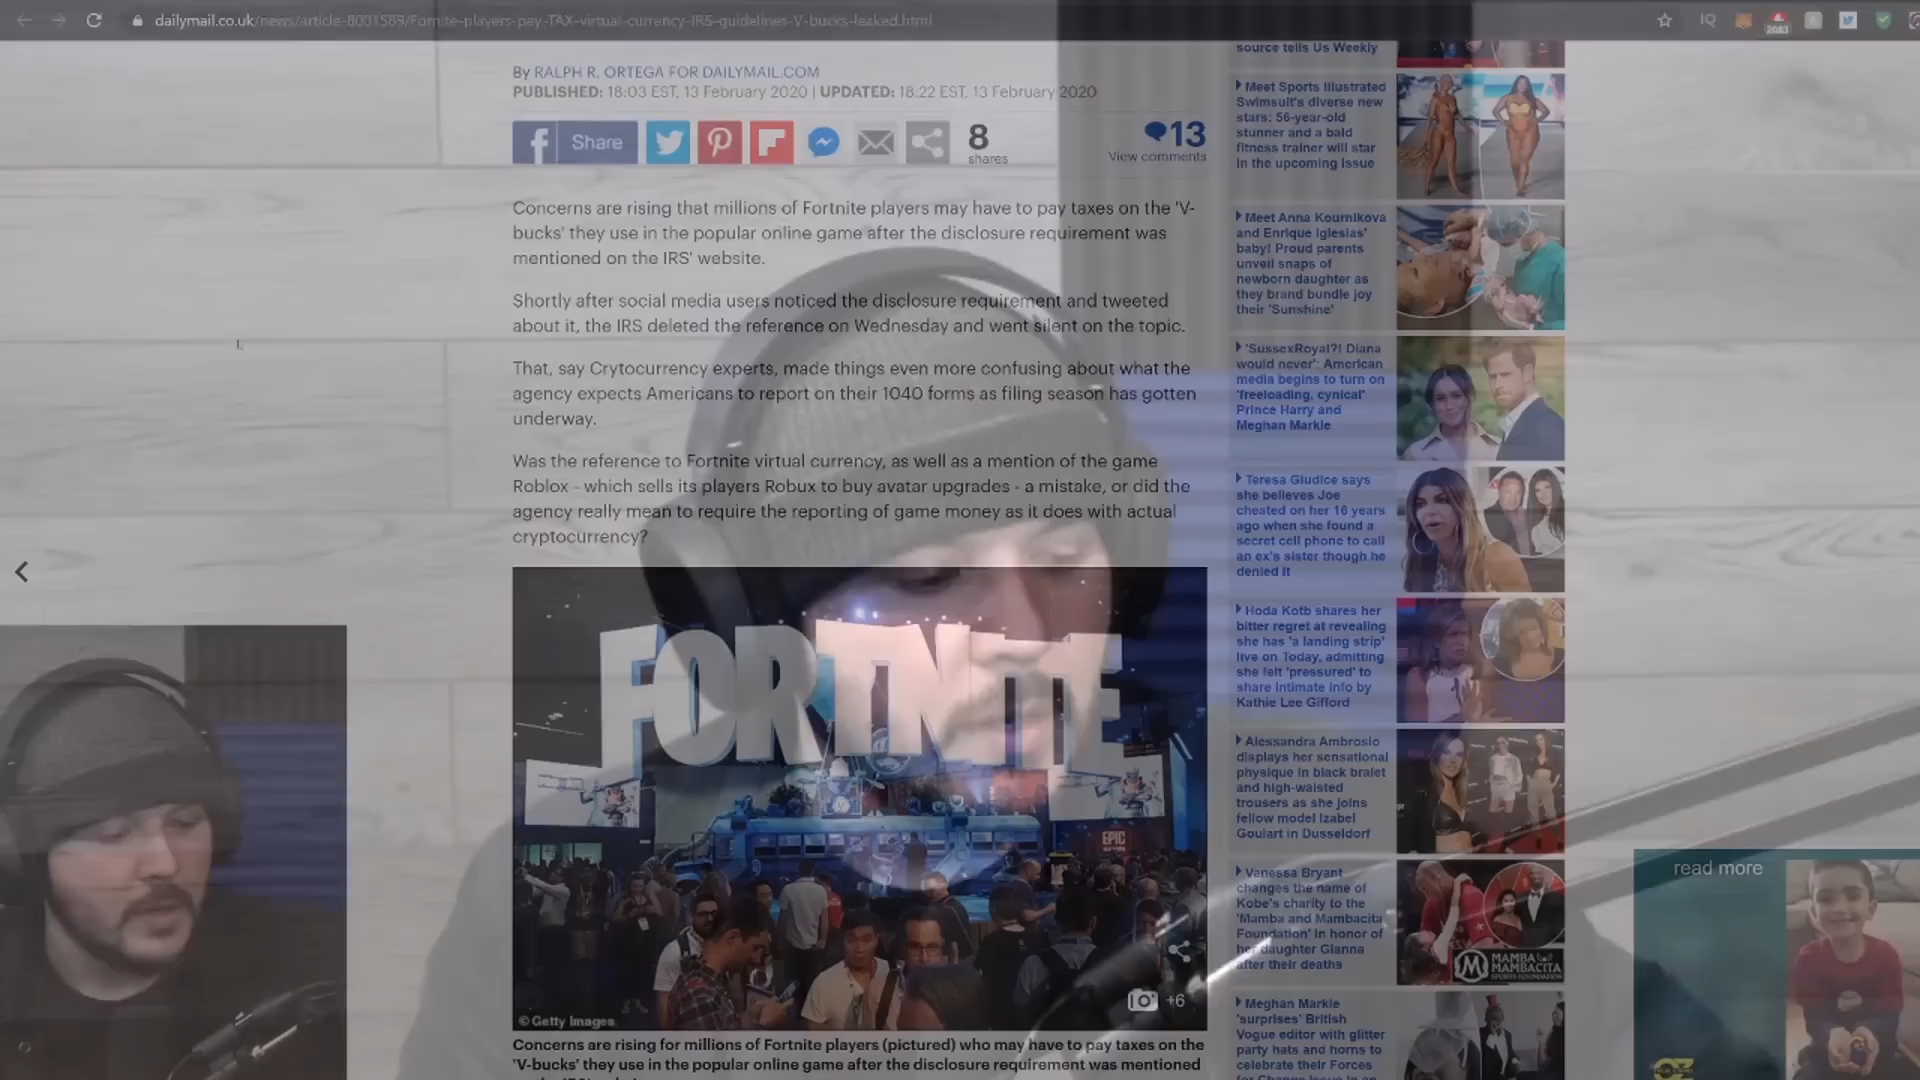 dailymail.co.uk/news/article-8001589/Fornite-players-pay-TAX-virtual-currency-IRS-guidelines-V-bucks-leaked.html
IQ
2083
By RALPH R. ORTEGA FOR DAILYMAIL.COM
PUBLISHED: 18:03 EST, 13 February 2020 | UPDATED: 18:22 EST, 13 February 2020
Share
8
shares
13
View comments
Concerns are rising that millions of Fortnite players may have to pay taxes on the 'V-
bucks' they use in the popular online game after the disclosure requirement was
mentioned on the IRS' website.
Shortly after social media users noticed the disclosure requirement and tweeted
about it, the IRS deleted the reference on Wednesday and went silent on the topic.
That, say Crytocurrency experts, made things even more confusing about what the
agency expects Americans to report on their 1040 forms as filing season has gotten
underway.
Was the reference to Fortnite virtual currency, as well as a mention of the game
Roblox - which sells its players Robux to buy avatar upgrades - a mistake, or did the
agency really mean to require the reporting of game money as it does with actual
cryptocurrency?
FORTNITE
EPIC
+6
© Getty Images
Concerns are rising for millions of Fortnite players (pictured) who may have to pay taxes on the
'V-bucks' they use in the popular online game after the disclosure requirement was mentioned
source tells Us Weekly
Meet Sports Illustrated
Swimsuit's diverse new
stars: 56-year-old
stunner and a bald
fitness trainer will star
in the upcoming issue
Meet Anna Kournikova
and Enrique Iglesias'
baby! Proud parents
unveil snaps of
newborn daughter as
they brand bundle joy
their 'Sunshine'
'SussexRoyal?! Diana
would never': American
media begins to turn on
'freeloading, cynical'
Prince Harry and
Meghan Markle
Teresa Giudice says
she believes Joe
cheated on her 16 years
ago when she found a
secret cell phone to call
an ex's sister though he
denied it
Hoda Kotb shares her
bitter regret at revealing
she has 'a landing strip'
live on Today, admitting
she felt 'pressured' to
share intimate info by
Kathie Lee Gifford
Alessandra Ambrosio
displays her sensational
physique in black bralet
and high-waisted
trousers as she joins
fellow model Izabel
Goulart in Dusseldorf
Vanessa Bryant
changes the name of
Kobe's charity to the
'Mamba and Mambacita
Foundation' in honor of
her daughter Gianna
after their deaths
MAMBA
MAMBACITA
SPORTS FOUNDATION
Meghan Markle
'surprises' British
Vogue editor with glitter
party hats and horns to
celebrate their Forces
for Change issue in an
read more